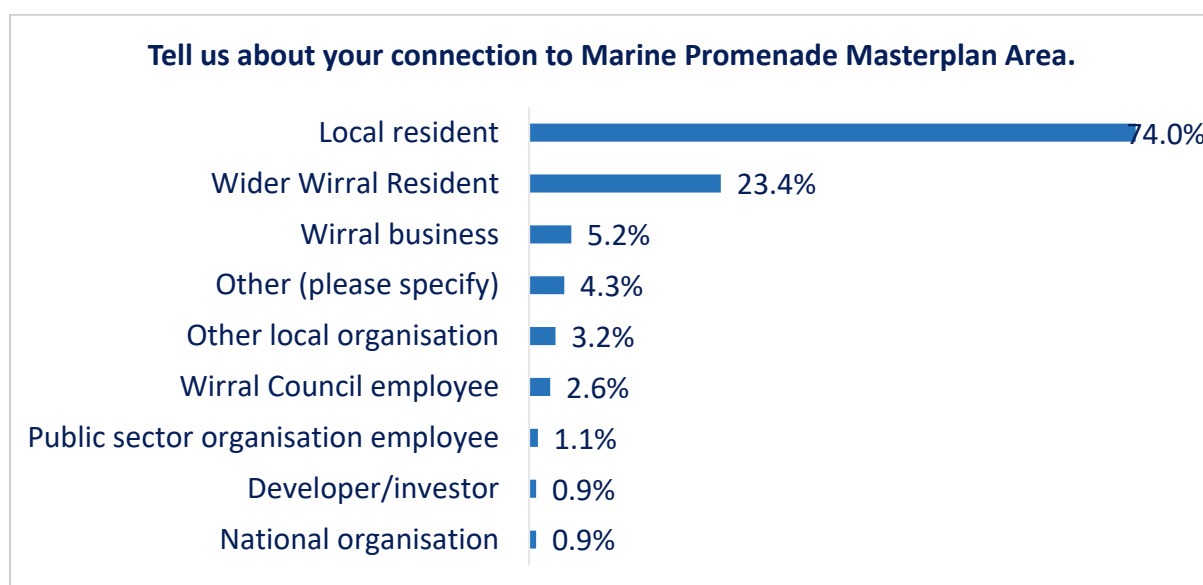 Tell us about your connection to Marine Promenade Masterplan Area.
Local resident 74.0%
Wider Wirral Resident 23.4%
Wirral business 5.2%
Other (please specify) 4.3%
Other local organisation 3.2%
Wirral Council employee 2.6%
Public sector organisation employee 1.1%
Developer/investor 0.9%
National organisation 0.9%